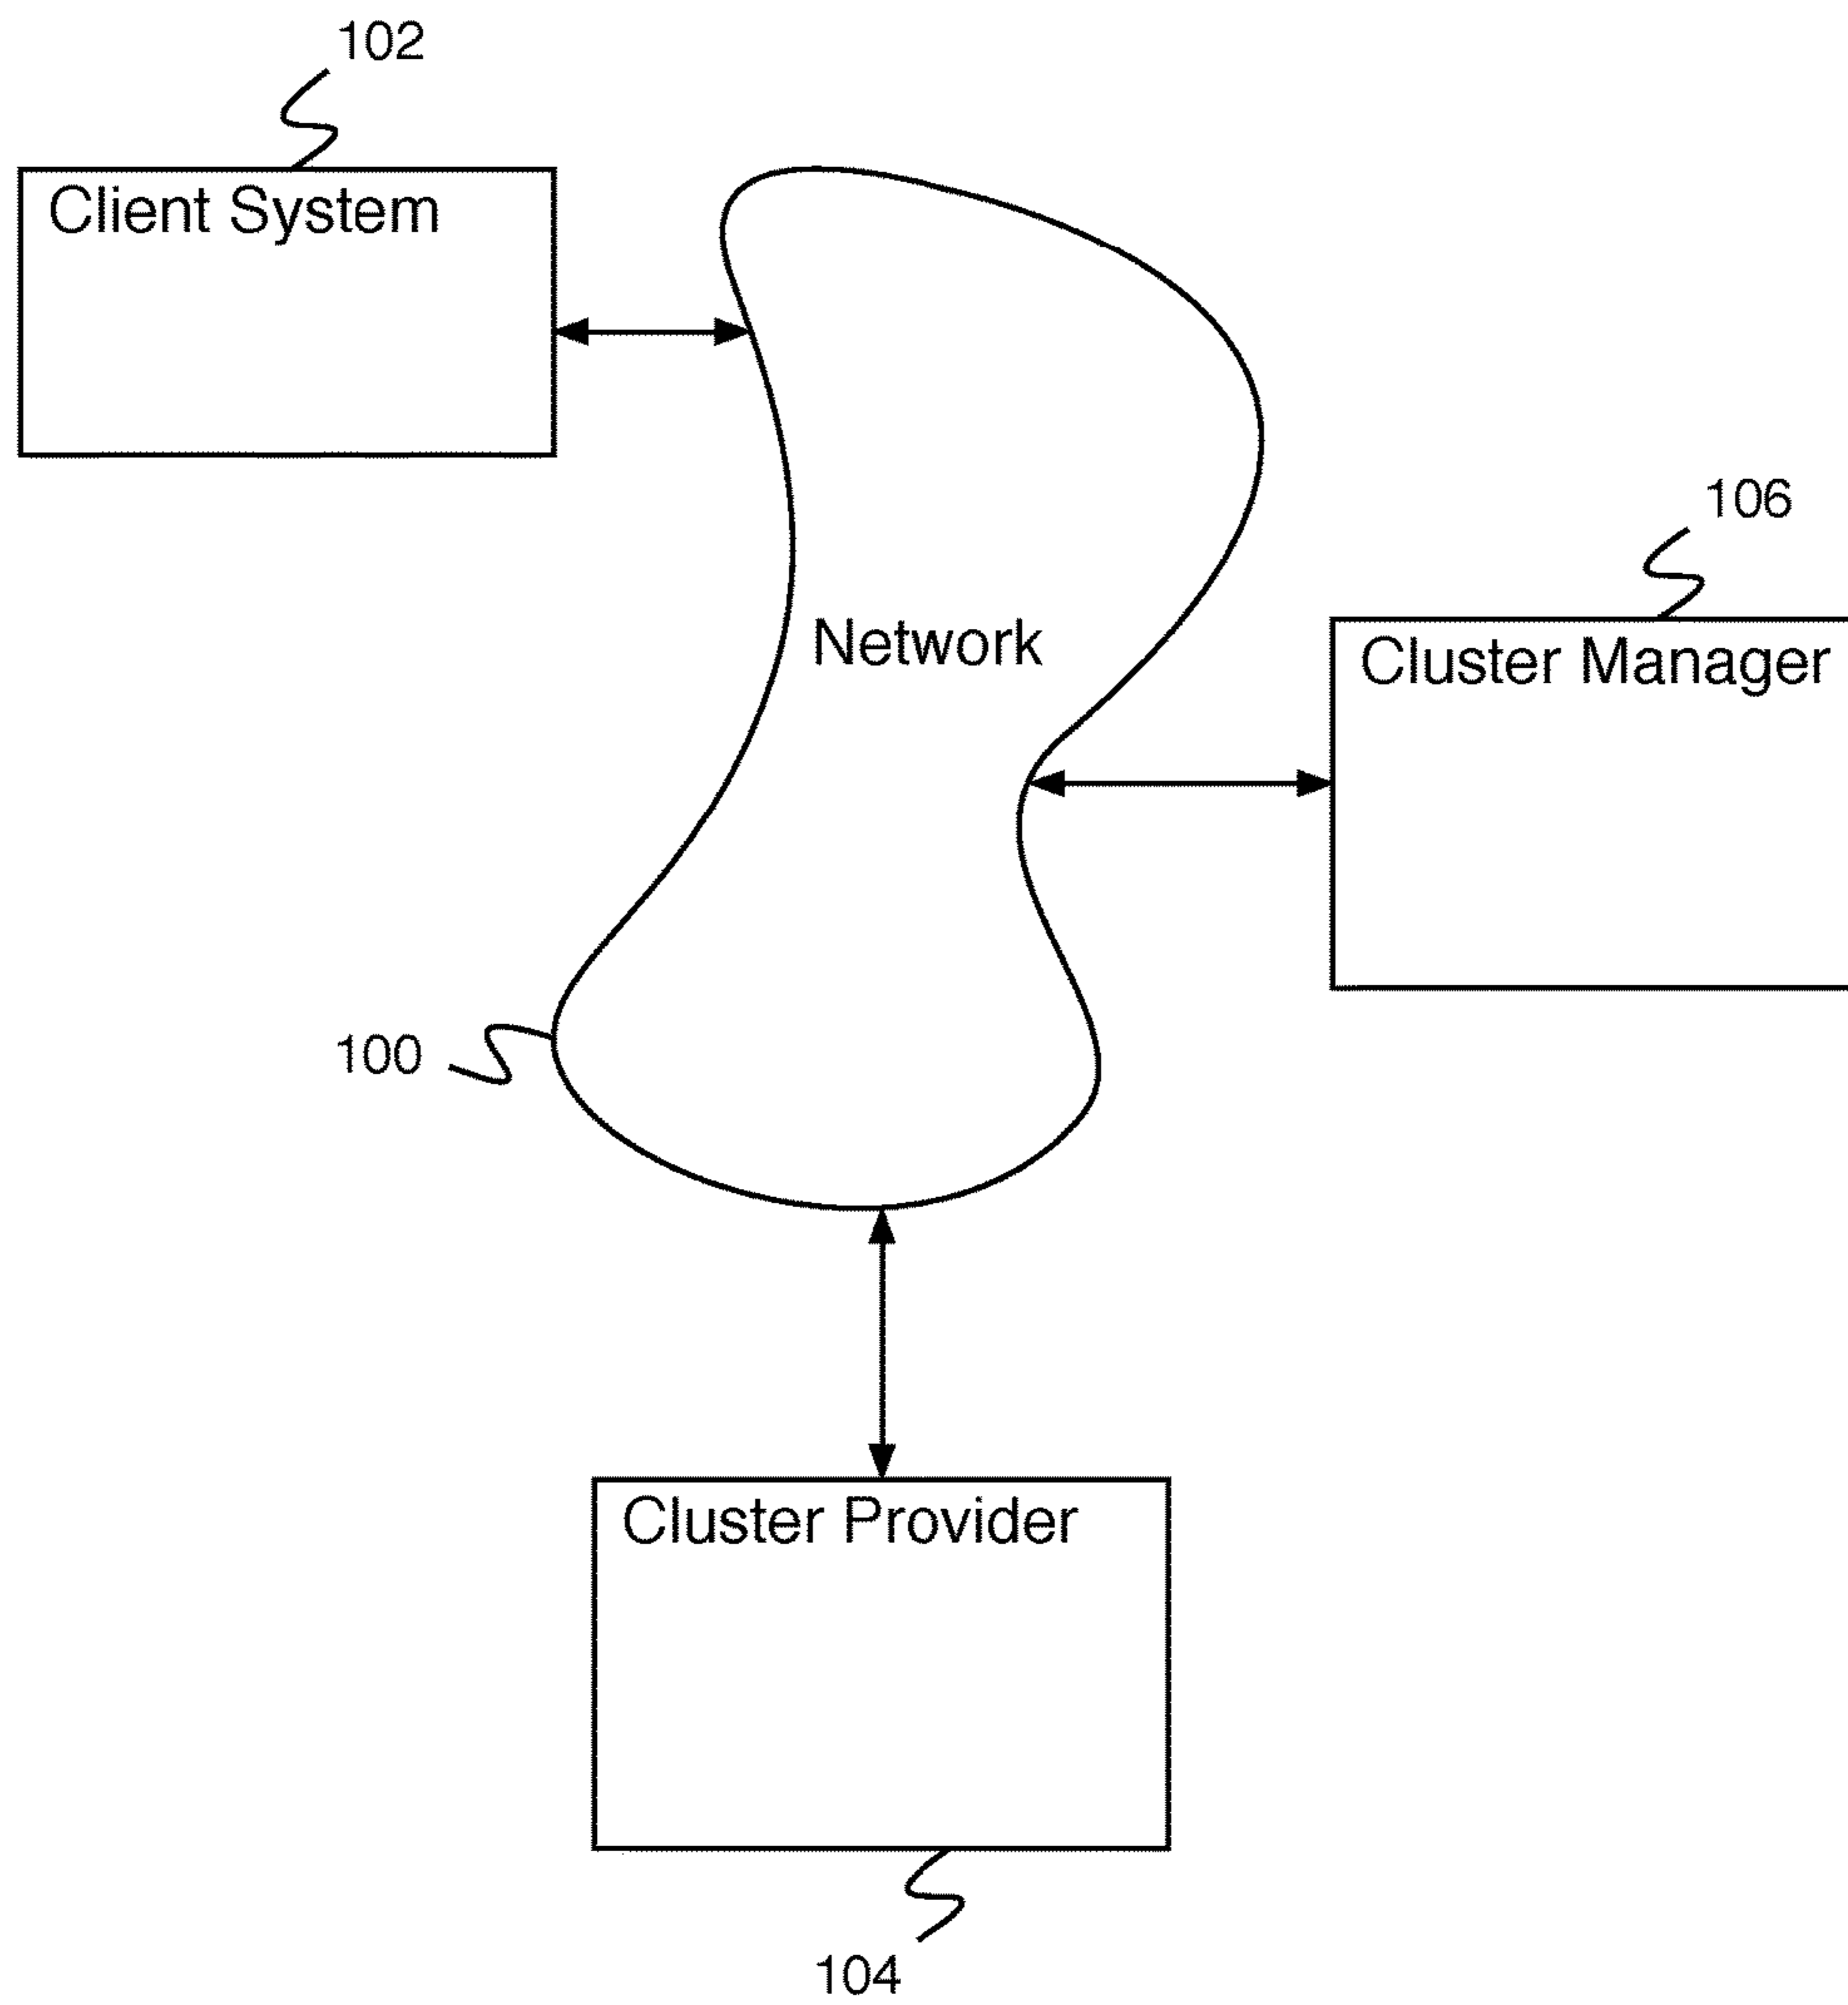 102
Client System
106
Network
Cluster Manager
100
Cluster Provider
104